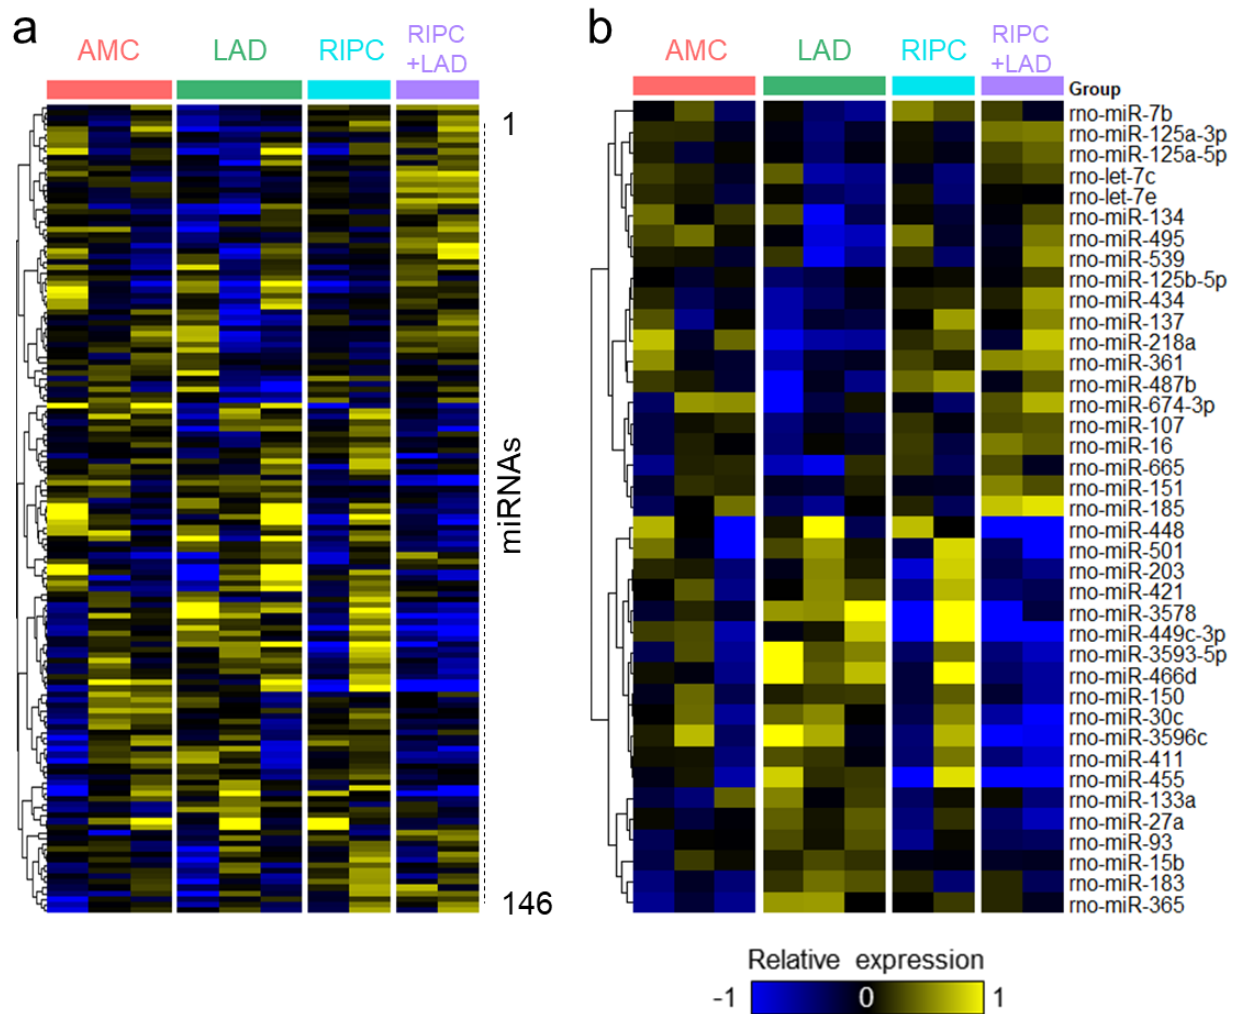 a
AMC
LAD
RIPC
RIPC
+LAD
1
miRNAs
146
b
AMC
LAD
RIPC
RIPC
+LAD
Group
rno-miR-7b
rno-miR-125a-3p
rno-miR-125a-5p
rno-let-7c
rno-let-7e
rno-miR-134
rno-miR-495
rno-miR-539
rno-miR-125b-5p
rno-miR-434
rno-miR-137
rno-miR-218a
rno-miR-361
rno-miR-487b
rno-miR-674-3p
rno-miR-107
rno-miR-16
rno-miR-665
rno-miR-151
rno-miR-185
rno-miR-448
rno-miR-501
rno-miR-203
rno-miR-421
rno-miR-3578
rno-miR-449c-3p
rno-miR-3593-5p
rno-miR-466d
rno-miR-150
rno-miR-30c
rno-miR-3596c
rno-miR-411
rno-miR-455
rno-miR-133a
rno-miR-27a
rno-miR-93
rno-miR-15b
rno-miR-183
rno-miR-365
Relative expression
-1 0 1